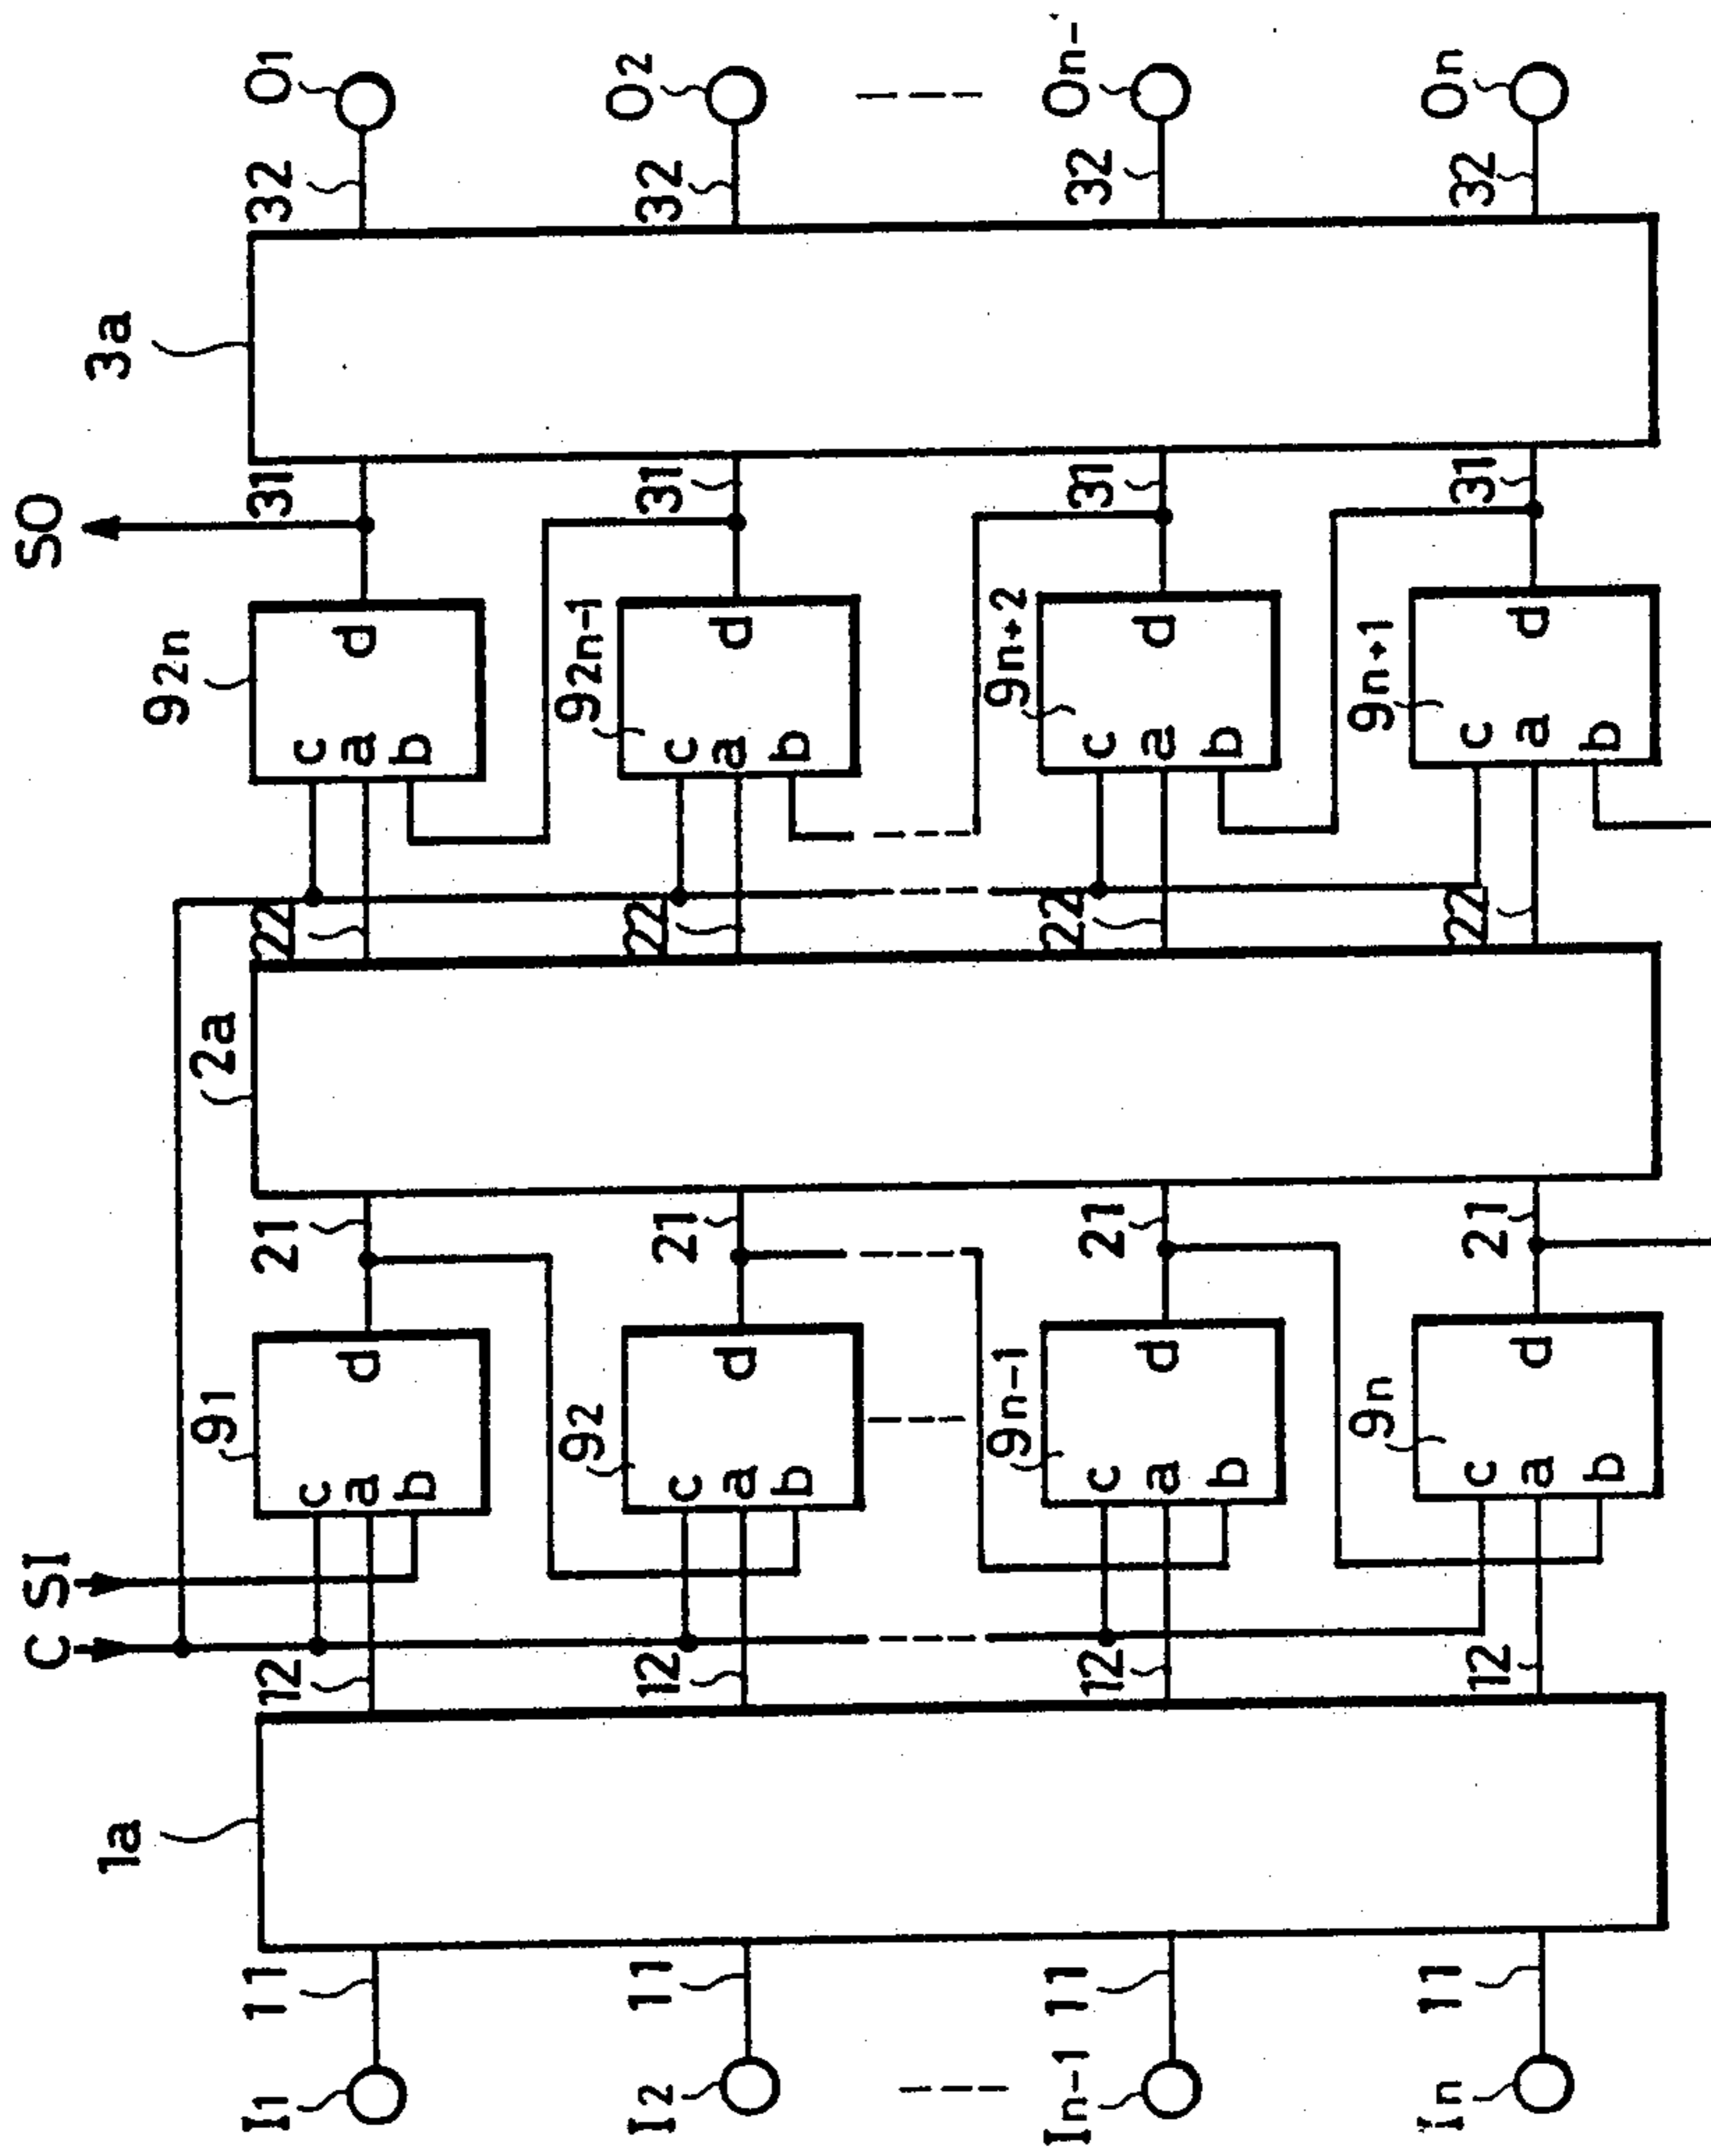 C SI SO
1a 3a
91 2a 92n
I1 11 12 21 22 31 32 O1
c c
a d a d
b b
92 92n-1
I2 11 12 21 22 31 32 O2
c c
a d a d
b b
9n-1 9n+2
In-1 11 12 21 22 31 32 On-
c c
a d a d
b b
9n 9n+1
In 11 12 21 22 31 32 On
c c
a d a d
b b